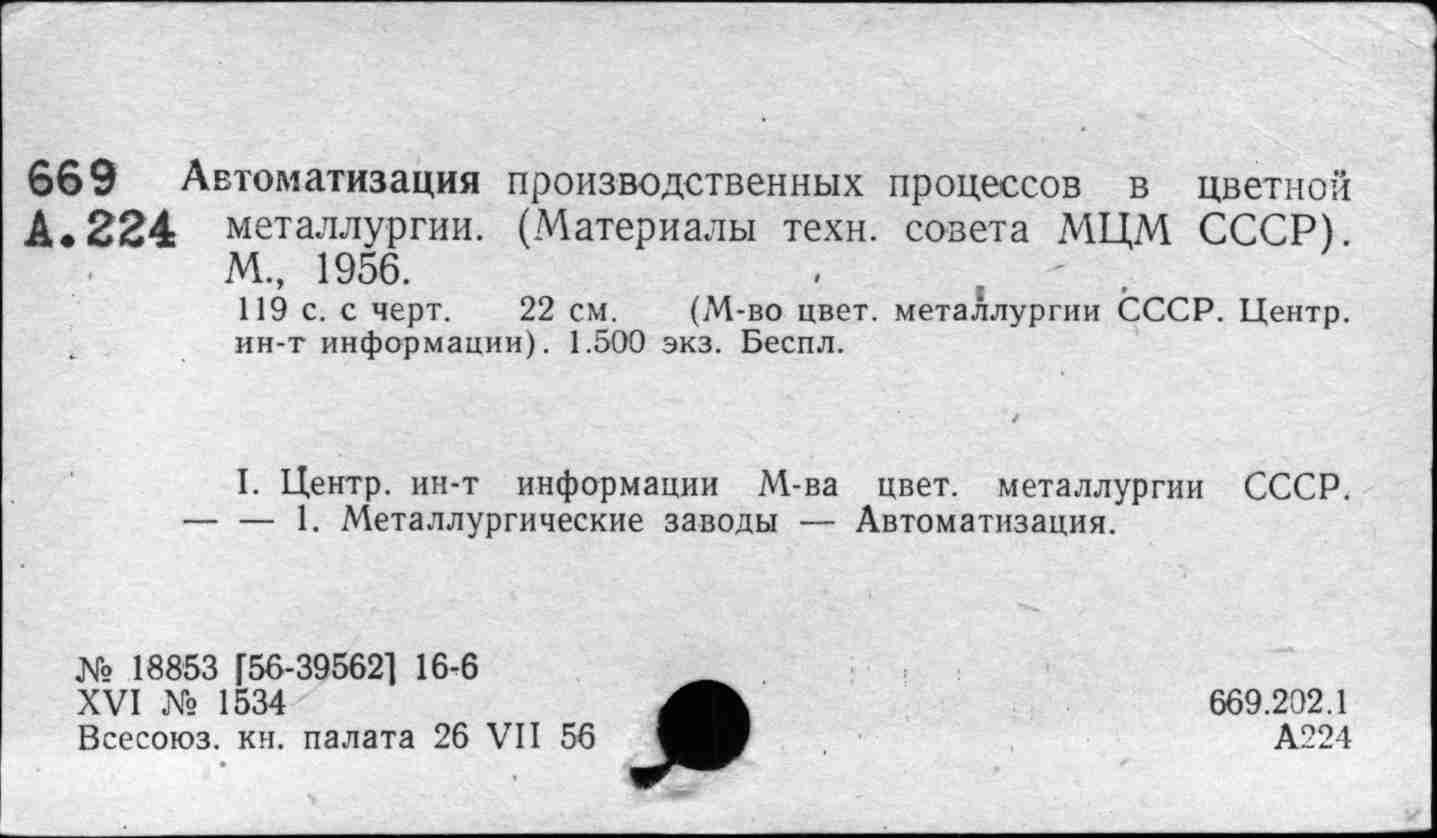 669 Автоматизация производственных процессов в цветной
А.224 металлургии. (Материалы техн. совета МЦМ СССР).
М., 1956.
119 с. с черт. 22 см. (М-во цвет. металлургии СССР. Центр.
ин-т информации). 1.500 экз. Беспл.
I. Центр. ин-т информации М-ва цвет. металлургии СССР.
— — 1. Металлургические заводы — Автоматизация.
№ 18853 [56-39562] 16-6
XVI № 1534
669.202.1
Всесоюз. кн. палата 26 VII 56
А224